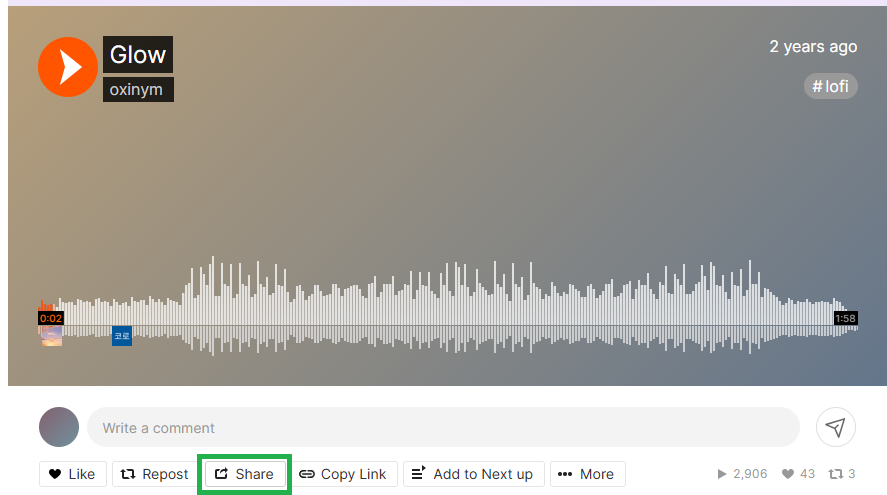 Glow
oxinym
2 years ago
# lofi
0:02
1:58
코로
Write a comment
Like
Repost
Share
Copy Link
Add to Next up
More
2,906
43
3